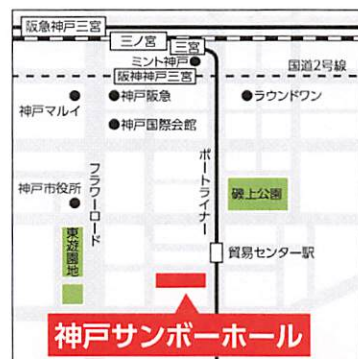 阪急神戸三宮
三ノ宮
三宮
ミント神戸
国道2号線
阪神神戸三宮
神戸マルイ
神戸阪急
ラウンドワン
神戸国際会館
フラワーロード
ポートライナー
神戸市役所
磯上公園
東遊園地
貿易センター駅
神戸サンボーホール